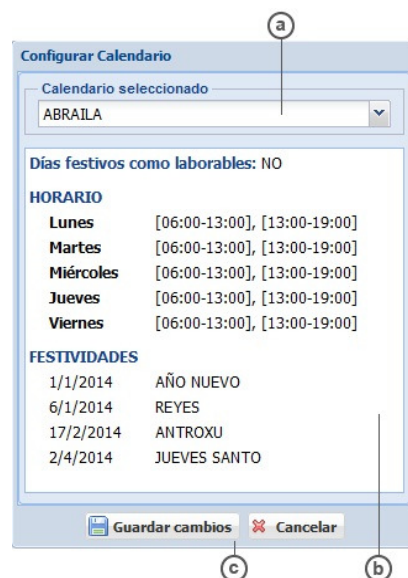 a
Configurar Calendario
Calendario seleccionado
ABRAILA
Días festivos como laborables: NO
HORARIO
Lunes [06:00-13:00], [13:00-19:00]
Martes [06:00-13:00], [13:00-19:00]
Miércoles [06:00-13:00], [13:00-19:00]
Jueves [06:00-13:00], [13:00-19:00]
Viernes [06:00-13:00], [13:00-19:00]
FESTIVIDADES
1/1/2014 AÑO NUEVO
6/1/2014 REYES
17/2/2014 ANTROXU
2/4/2014 JUEVES SANTO
Guardar cambios Cancelar
c b